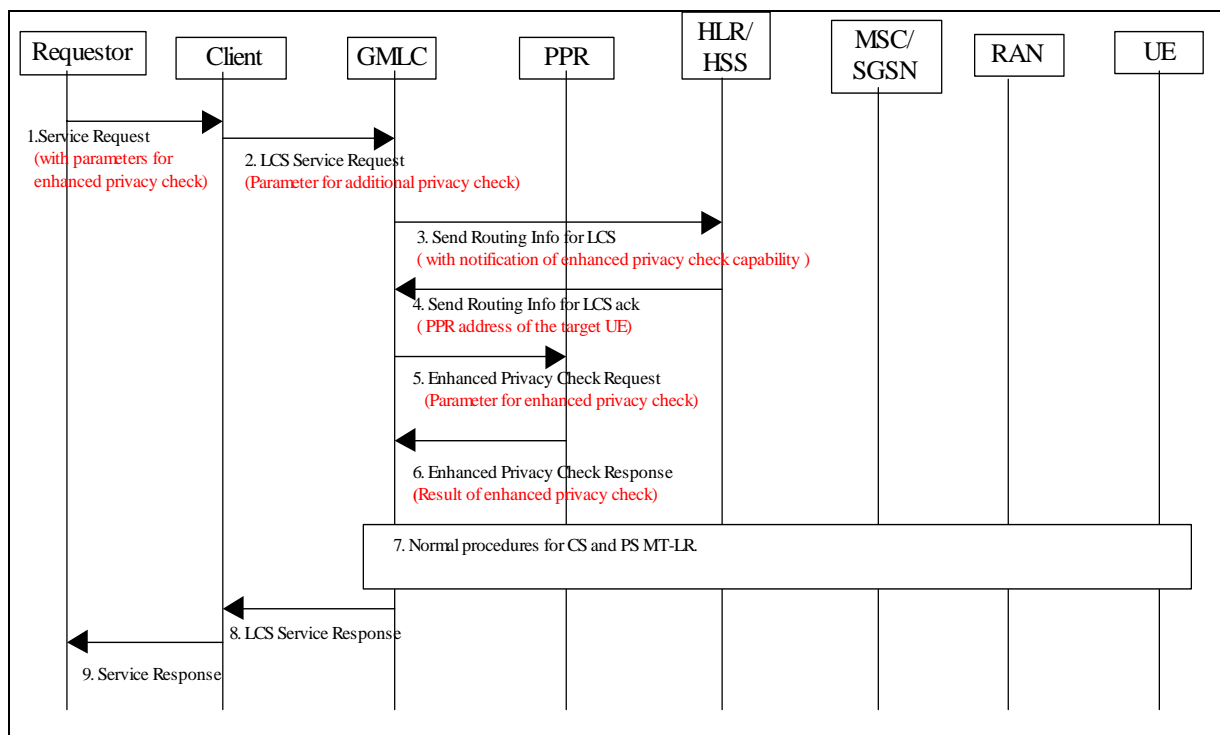 Requestor
Client
GMLC
PPR
HLR/
HSS
MSC/
SGSN
RAN
UE
1.Service Request
(with parameters for
enhanced privacy check)
2. LCS Service Request
(Parameter for additional privacy check)
3. Send Routing Info for LCS
( with notification of enhanced privacy check capability )
4. Send Routing Info for LCS ack
( PPR address of the target UE)
5. Enhanced Privacy Check Request
(Parameter for enhanced privacy check)
6. Enhanced Privacy Check Response
(Result of enhanced privacy check)
7. Normal procedures for CS and PS MT-LR.
8. LCS Service Response
9. Service Response